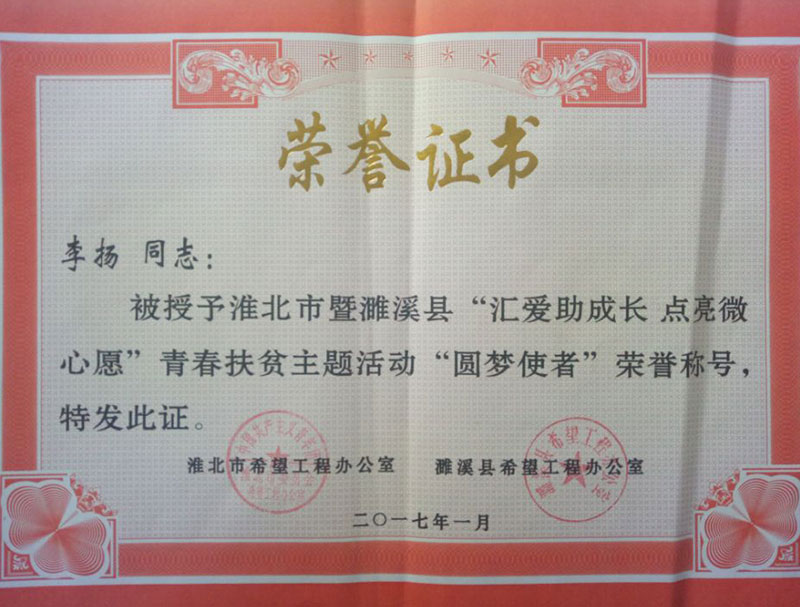 荣誉证书
李扬 同志：
被授予淮北市暨濉溪县“汇爱助成长 点亮微
心愿”青春扶贫主题活动“圆梦使者”荣誉称号，
特发此证。
淮北市希望工程办公室 濉溪县希望工程办公室
二〇一七年一月